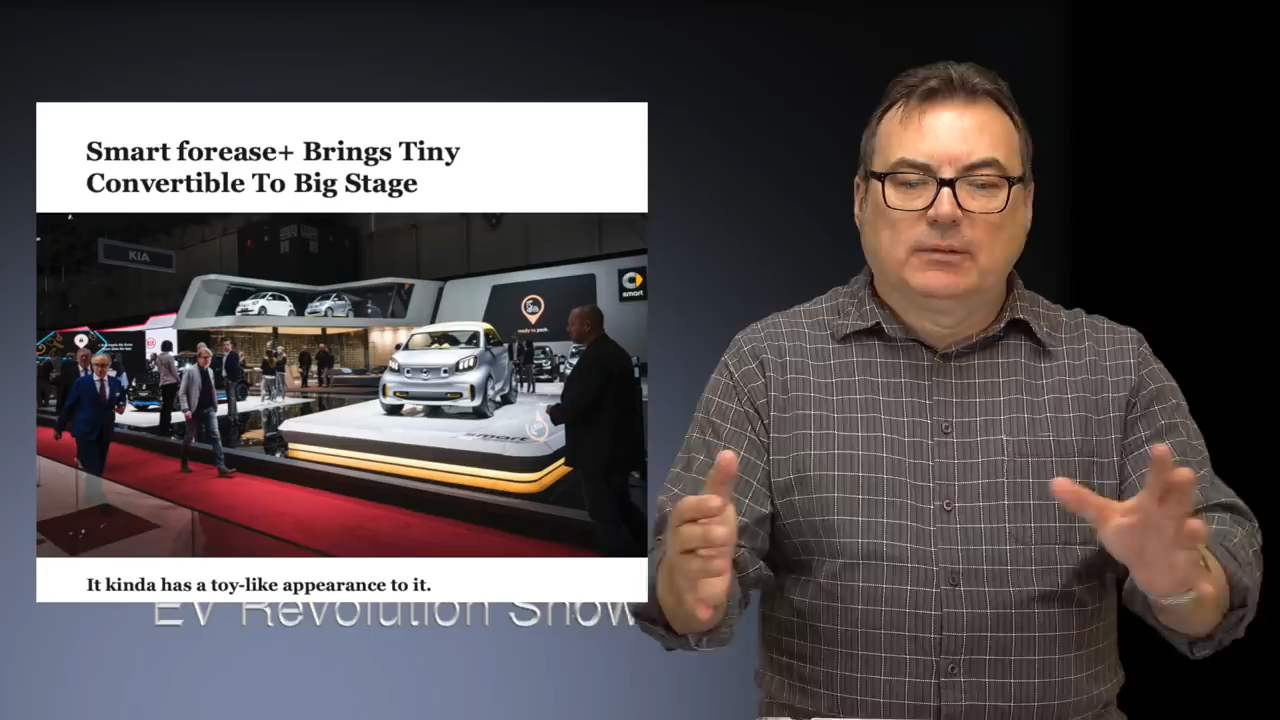 Smart forease+ Brings Tiny
Convertible To Big Stage
KIA
smart
ready to park.
smart
It kinda has a toy-like appearance to it.
EV Revolution Show